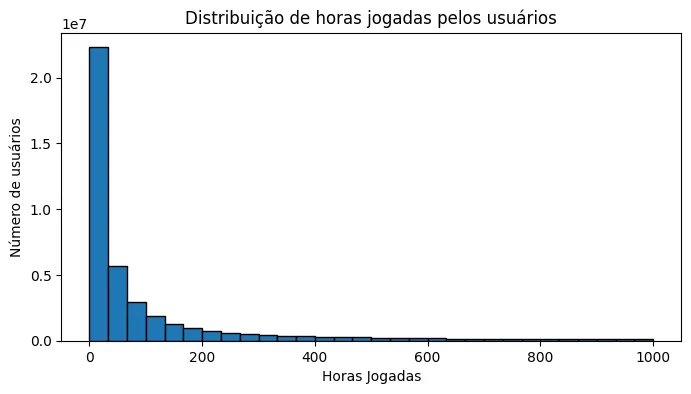 Distribuição de horas jogadas pelos usuários
1e7
2.0
1.5
1.0
0.5
0.0
Número de usuários
0 200 400 600 800 1000
Horas Jogadas